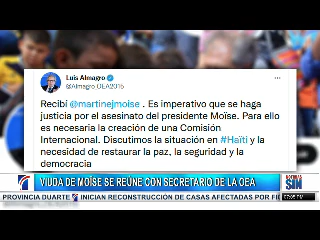 Luis Almagro
@Almagro_OEA2015
Recibí @martinejmoise . Es imperativo que se haga
justicia por el asesinato del presidente Moïse. Para ello
es necesaria la creación de una Comisión
Internacional. Discutimos la situación en #Haïti y la
necesidad de restaurar la paz, la seguridad y la
democracia
VIUDA DE MOÏSE SE REÚNE CON SECRETARIO DE LA OEA
NOTICIAS
SIN
PROVINCIA DUARTE INICIAN RECONSTRUCCIÓN DE CASAS AFECTADAS POR FI